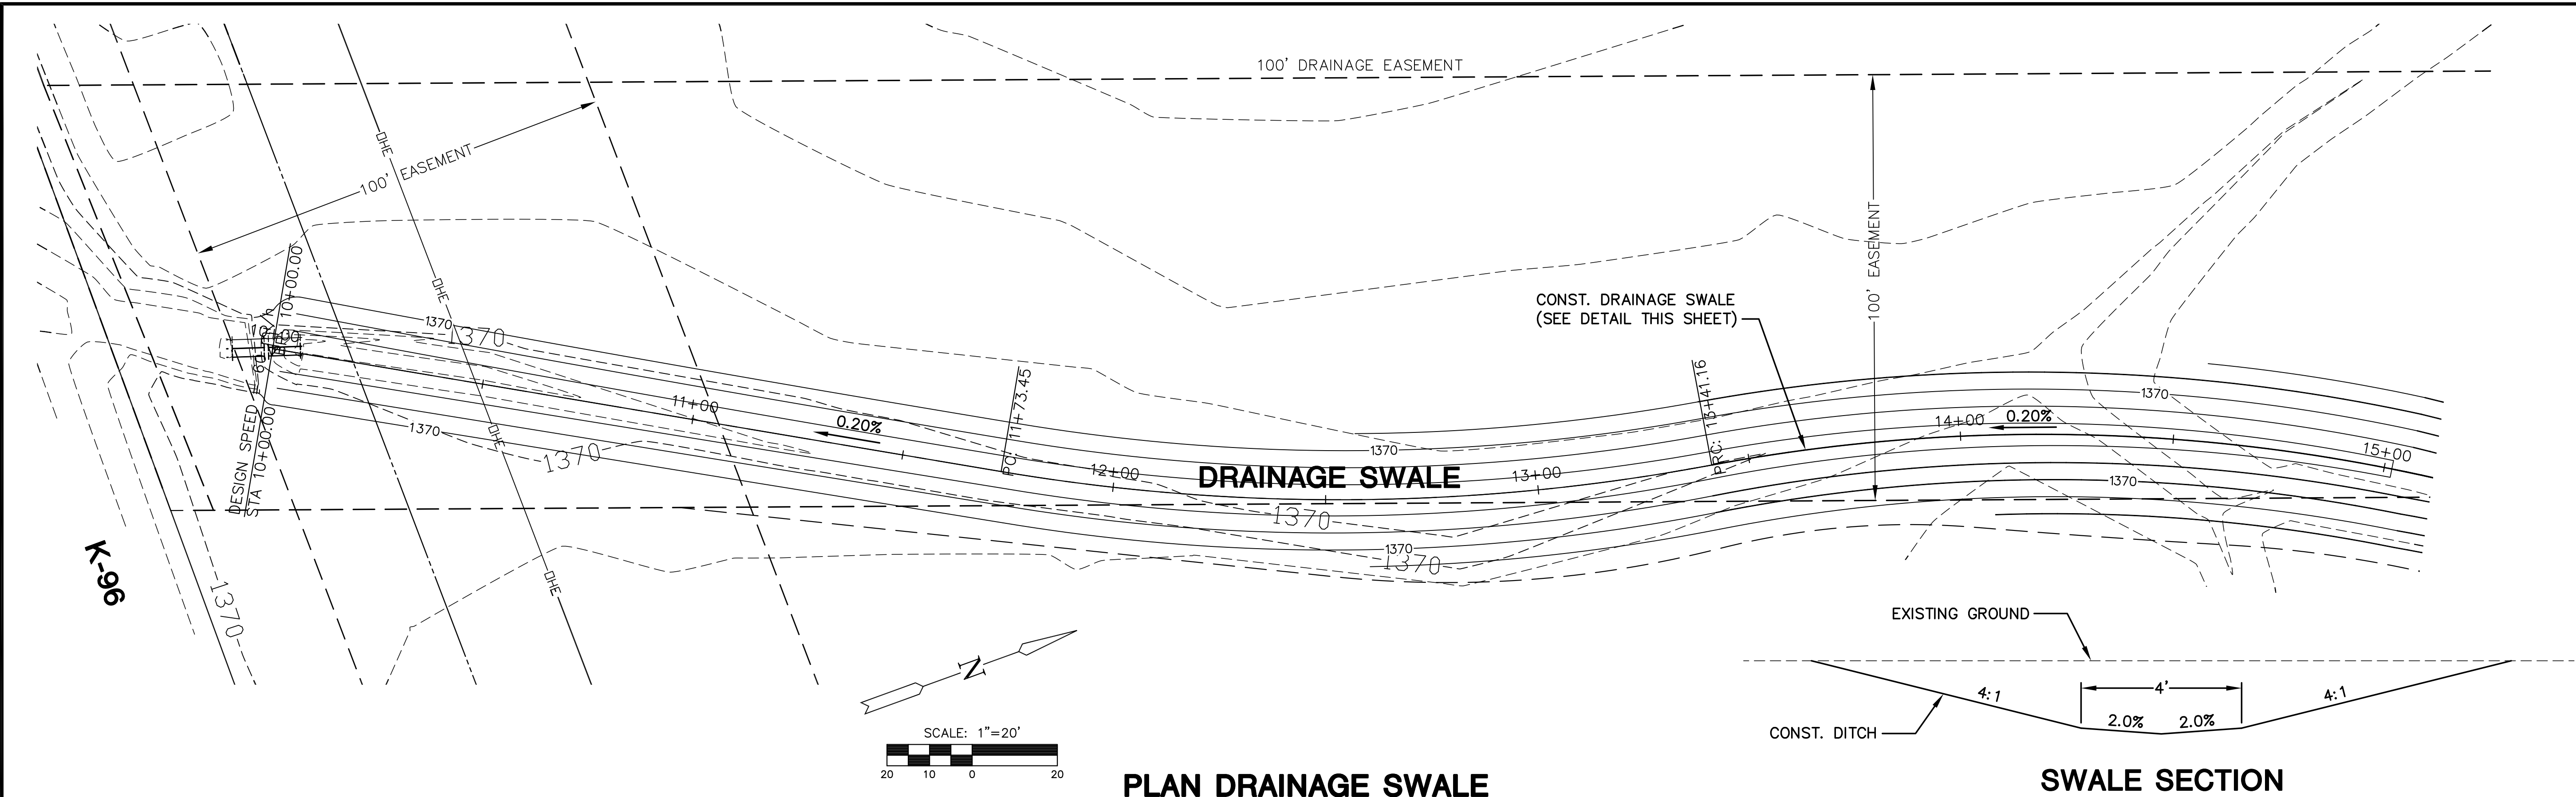 100' DRAINAGE EASEMENT
100' EASEMENT
OHE
OHE
OHE
OHE
100' EASEMENT
STA 10+00.00
DESIGN SPEED = 60
10+00
1370
1370
1370
1370
1370
11+00
0.20%
PC: 11+73.45
12+00
DRAINAGE SWALE
1370
1370
1370
1370
13+00
PRC: 13+41.16
CONST. DRAINAGE SWALE
(SEE DETAIL THIS SHEET)
14+00
0.20%
1370
1370
15+00
K-96
N
SCALE: 1"=20'
20 10 0 20
PLAN DRAINAGE SWALE
EXISTING GROUND
4:1
4'
4:1
2.0% 2.0%
CONST. DITCH
SWALE SECTION